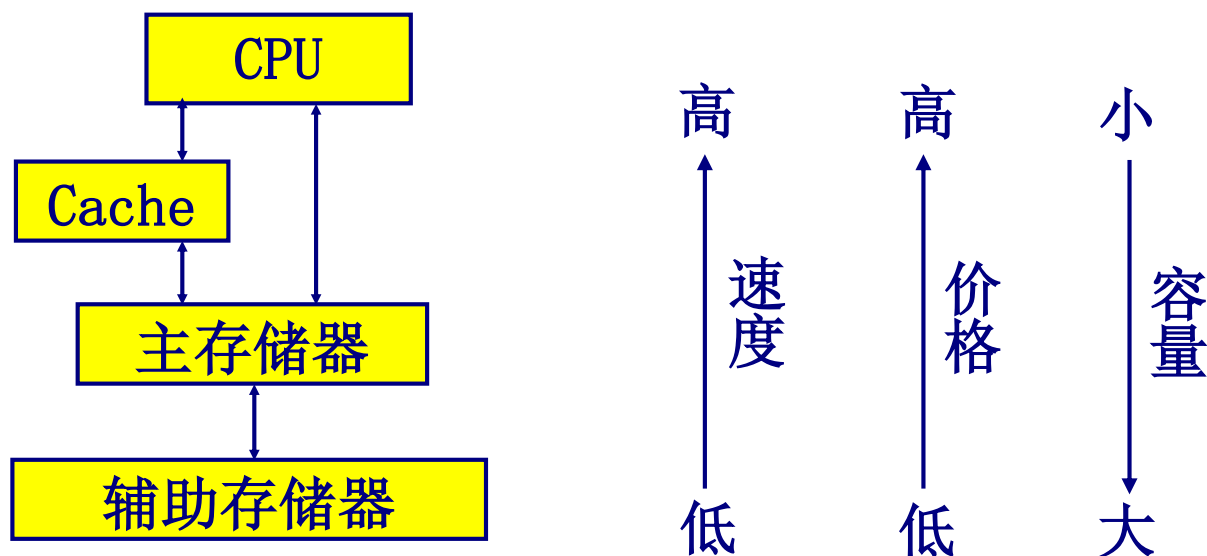 CPU
Cache
主存储器
辅助存储器
高
速度
低
高
价格
低
小
容量
大